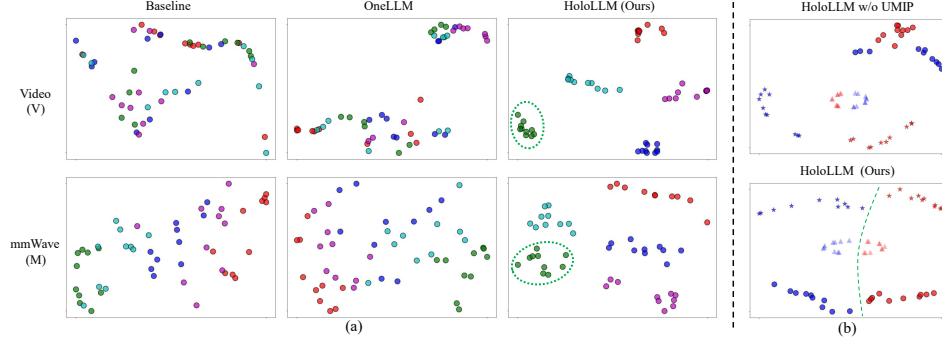 Baseline
OneLLM
HoloLLM (Ours)
HoloLLM w/o UMIP
Video
(V)
HoloLLM (Ours)
mmWave
(M)
(a)
(b)